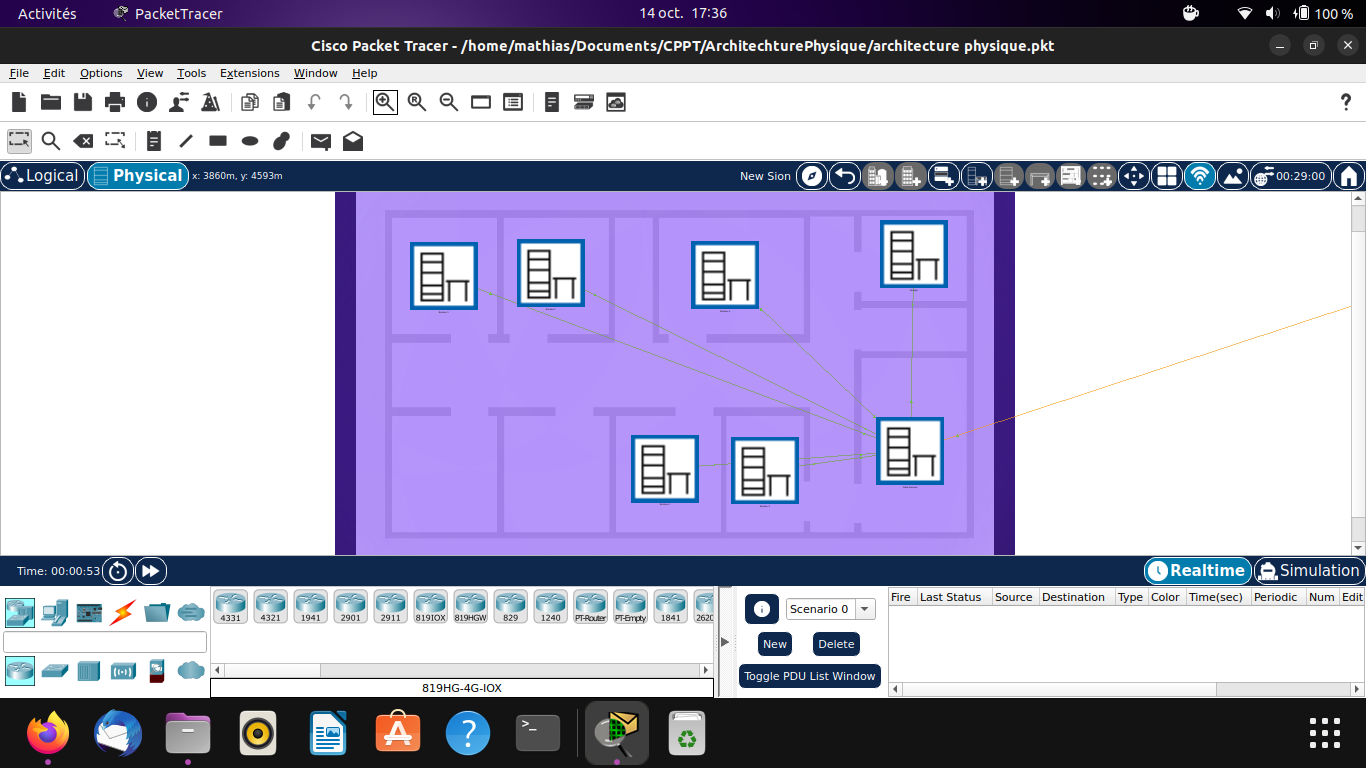 Activités PacketTracer 14 oct. 17:36 100 %
Cisco Packet Tracer - /home/mathias/Documents/CPPT/ArchitechturePhysique/architecture physique.pkt
File Edit Options View Tools Extensions Window Help
Logical Physical x: 3860m, y: 4593m New Sion 00:29:00
Time: 00:00:53 Realtime Simulation
4331 4321 1941 2901 2911 819IOX 819HGW 829 1240 PT-Router PT-Empty 1841 2620
819HG-4G-IOX
Scenario 0
New Delete
Toggle PDU List Window
Fire Last Status Source Destination Type Color Time(sec) Periodic Num Edit